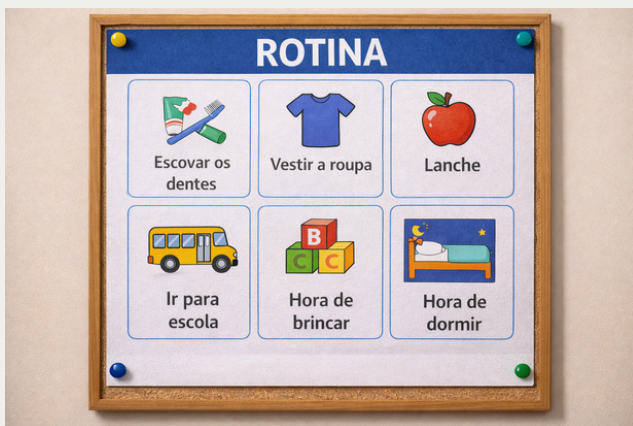 ROTINA
Escovar os
dentes
Vestir a roupa
Lanche
Ir para
escola
B
C C
Hora de
brincar
Hora de
dormir